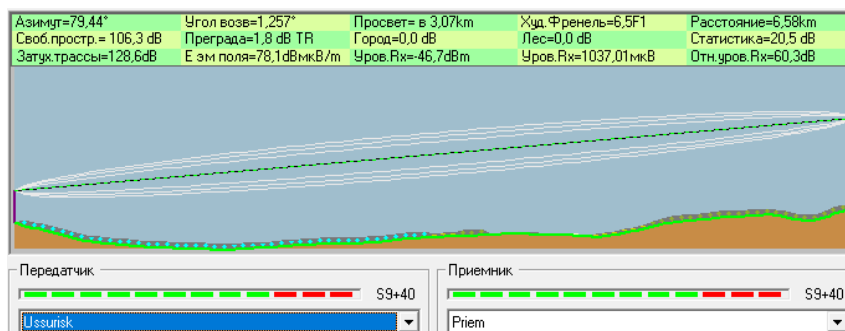 Азимут=79,44° Угол возв=1,257° Просвет= в 3,07km Худ.Френель=6,5F1 Расстояние=6,58km
Своб.простр.= 106,3 dB Преграда=1,8 dB TR Город=0,0 dB Лес=0,0 dB Статистика=20,5 dB
Затух.трассы=128,6dB E эм поля=78,1dBмкВ/m Уров.Rx=-46,7dBm Уров.Rx=1037,01мкВ Отн.уров.Rx=60,3dB
Передатчик Приемник
S9+40 S9+40
Ussurisk Priem